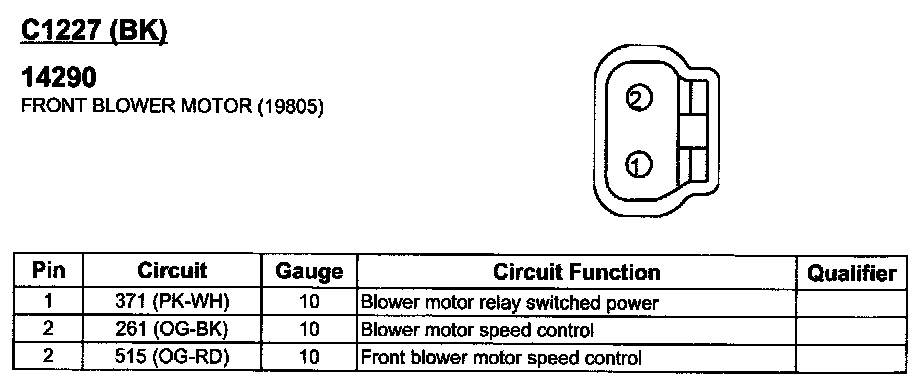 C1227 (BK)
14290
FRONT BLOWER MOTOR (19805)
2
1
Pin Circuit Gauge Circuit Function Qualifier
1 371 (PK-WH) 10 Blower motor relay switched power
2 261 (OG-BK) 10 Blower motor speed control
2 515 (OG-RD) 10 Front blower motor speed control